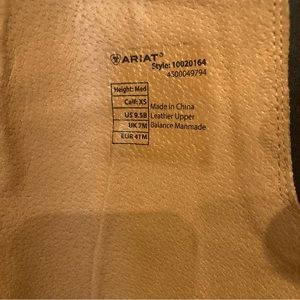 ARIAT®
Style: 10020164
4300049794
Height: Med
Calf: XS
US 9.5B
UK 7M
EUR 41M
Made in China
Leather Upper
Balance Manmade